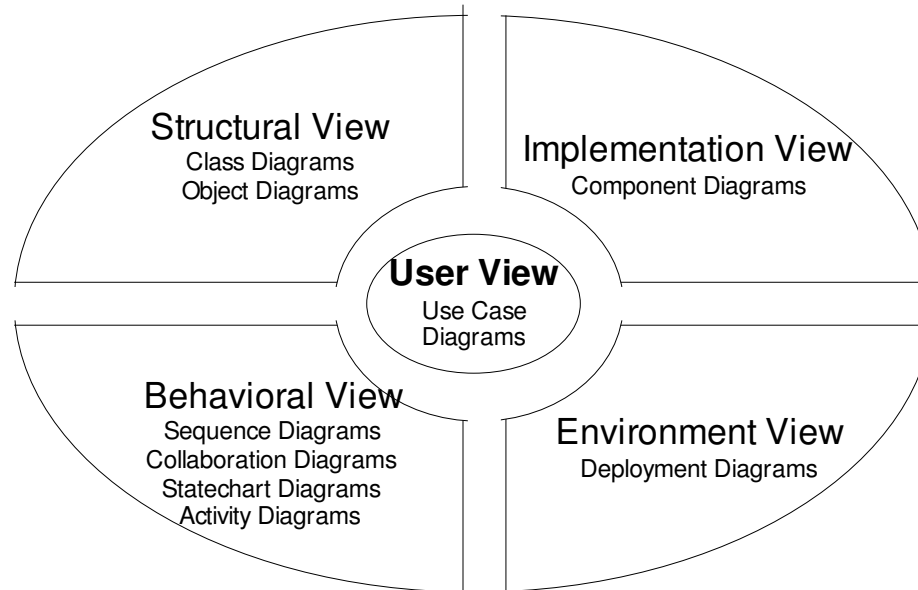 Structural View
Class Diagrams
Object Diagrams
Implementation View
Component Diagrams
User View
Use Case
Diagrams
Behavioral View
Sequence Diagrams
Collaboration Diagrams
Statechart Diagrams
Activity Diagrams
Environment View
Deployment Diagrams